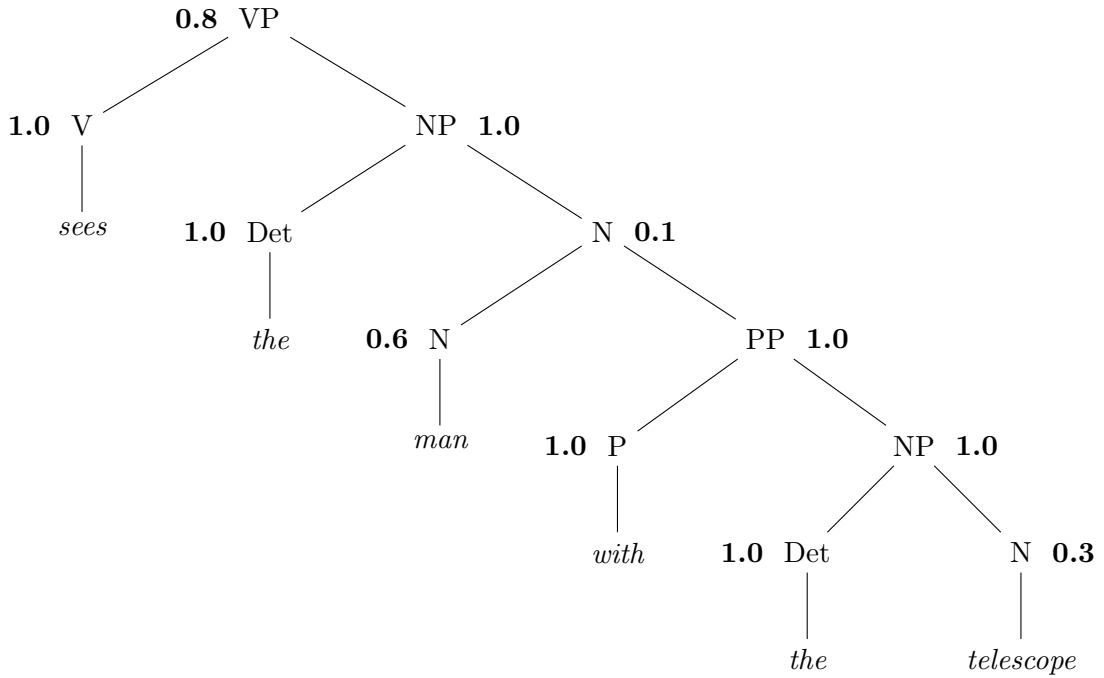 0.8 VP
1.0 V NP 1.0
sees 1.0 Det N 0.1
the 0.6 N PP 1.0
man 1.0 P NP 1.0
with 1.0 Det N 0.3
the telescope